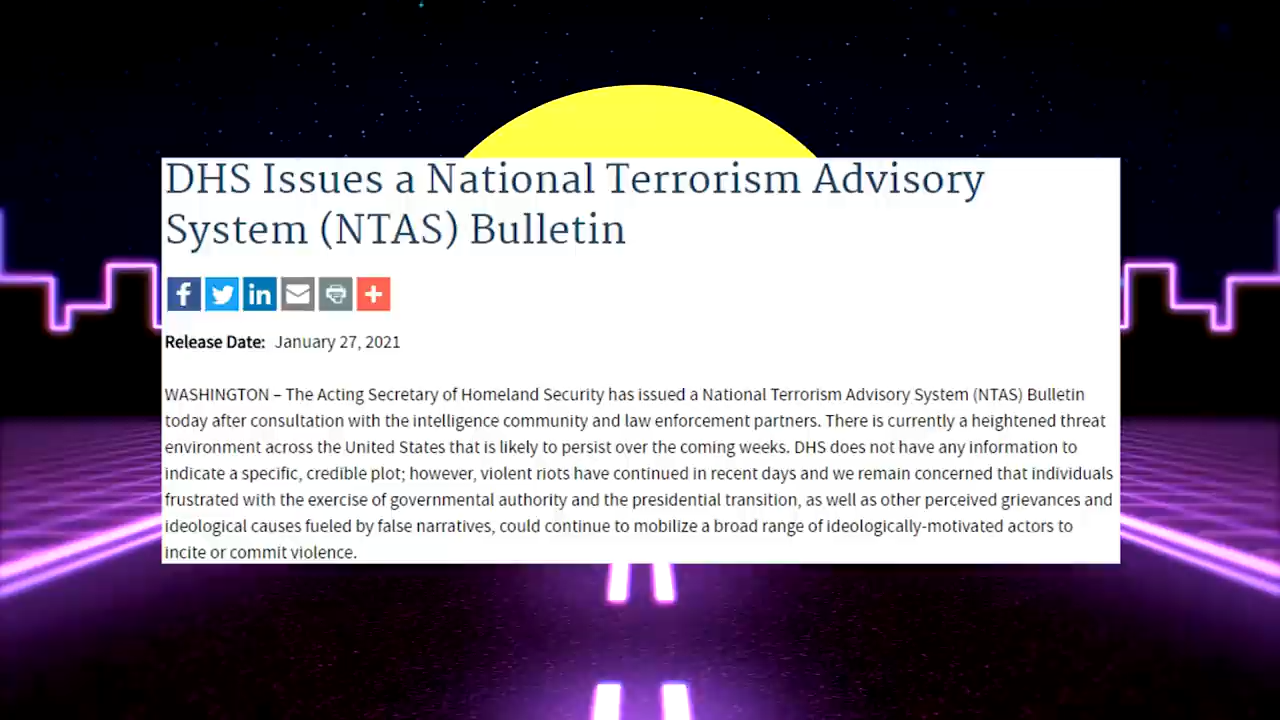 DHS Issues a National Terrorism Advisory
System (NTAS) Bulletin
Release Date: January 27, 2021
WASHINGTON – The Acting Secretary of Homeland Security has issued a National Terrorism Advisory System (NTAS) Bulletin
today after consultation with the intelligence community and law enforcement partners. There is currently a heightened threat
environment across the United States that is likely to persist over the coming weeks. DHS does not have any information to
indicate a specific, credible plot; however, violent riots have continued in recent days and we remain concerned that individuals
frustrated with the exercise of governmental authority and the presidential transition, as well as other perceived grievances and
ideological causes fueled by false narratives, could continue to mobilize a broad range of ideologically-motivated actors to
incite or commit violence.